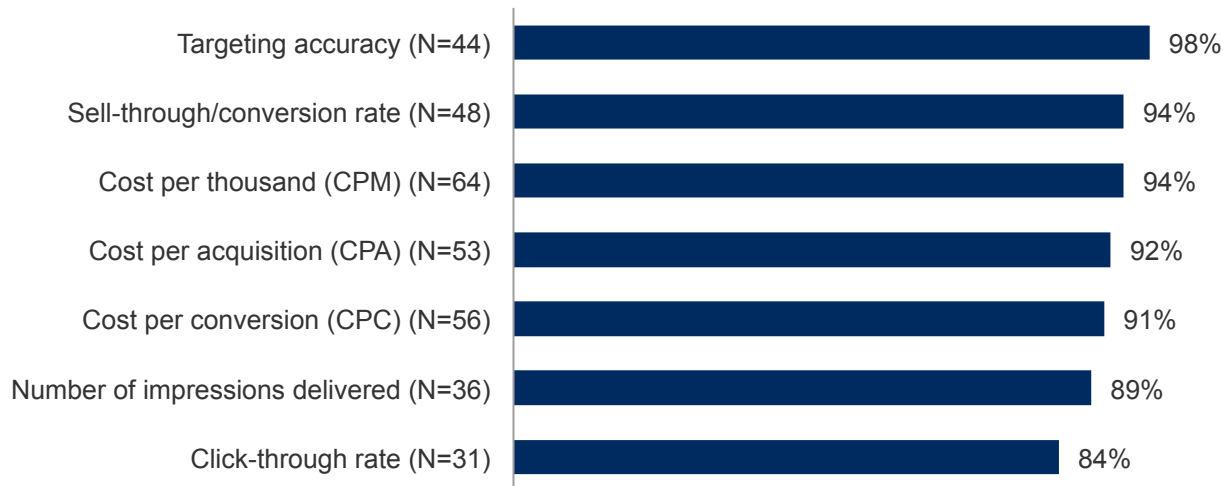 Targeting accuracy (N=44) 98%
Sell-through/conversion rate (N=48) 94%
Cost per thousand (CPM) (N=64) 94%
Cost per acquisition (CPA) (N=53) 92%
Cost per conversion (CPC) (N=56) 91%
Number of impressions delivered (N=36) 89%
Click-through rate (N=31) 84%